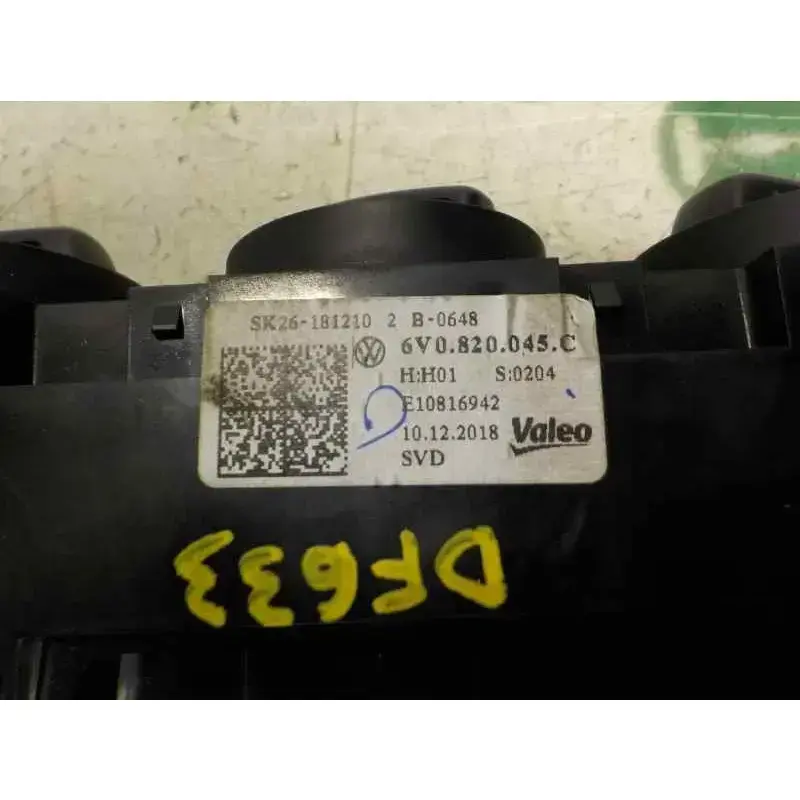 SK26-181210 2 B-0648
6V0.820.045.C
H:H01 S:0204
E10816942
10.12.2018 Valeo
SVD
DF633